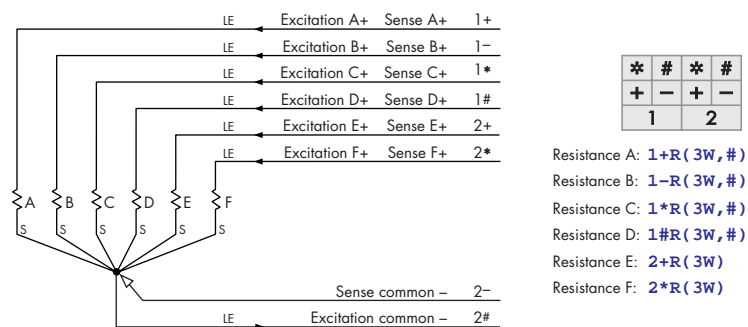 LE Excitation A+ Sense A+ 1+
LE Excitation B+ Sense B+ 1−
LE Excitation C+ Sense C+ 1*
LE Excitation D+ Sense D+ 1#
LE Excitation E+ Sense E+ 2+
LE Excitation F+ Sense F+ 2*
A B C D E F
S S S S S S
Sense common − 2−
LE Excitation common − 2#
* # * #
+ − + −
1 2
Resistance A: 1+R(3W,#)
Resistance B: 1−R(3W,#)
Resistance C: 1*R(3W,#)
Resistance D: 1#R(3W,#)
Resistance E: 2+R(3W)
Resistance F: 2*R(3W)